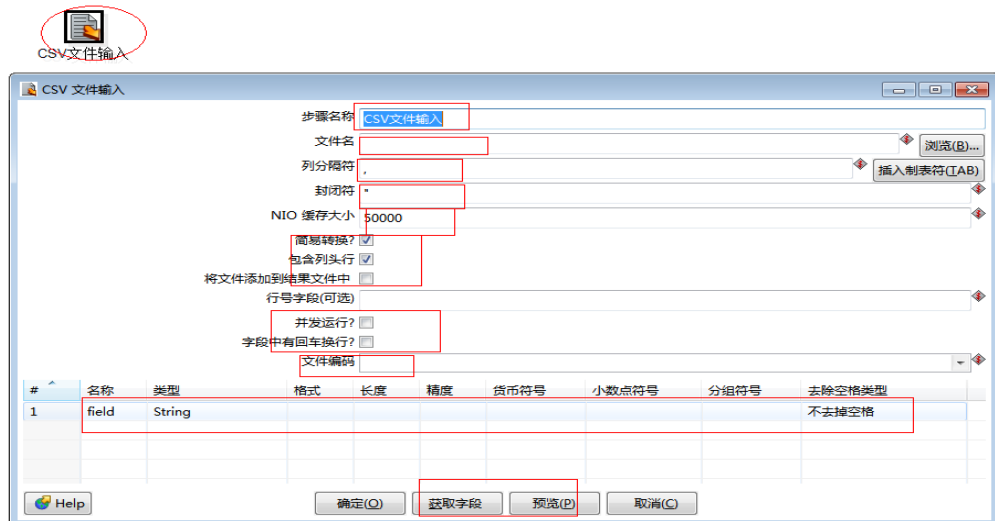 CSV文件输入
CSV 文件输入
步骤名称 CSV文件输入
文件名 浏览(B)...
列分隔符 , 插入制表符(TAB)
封闭符 "
NIO 缓存大小 50000
简易转换?
包含列头行
将文件添加到结果文件中
行号字段(可选)
并发运行?
字段中有回车换行?
文件编码
# 名称 类型 格式 长度 精度 货币符号 小数点符号 分组符号 去除空格类型
1 field String 不去掉空格
Help 确定(O) 获取字段 预览(P) 取消(C)